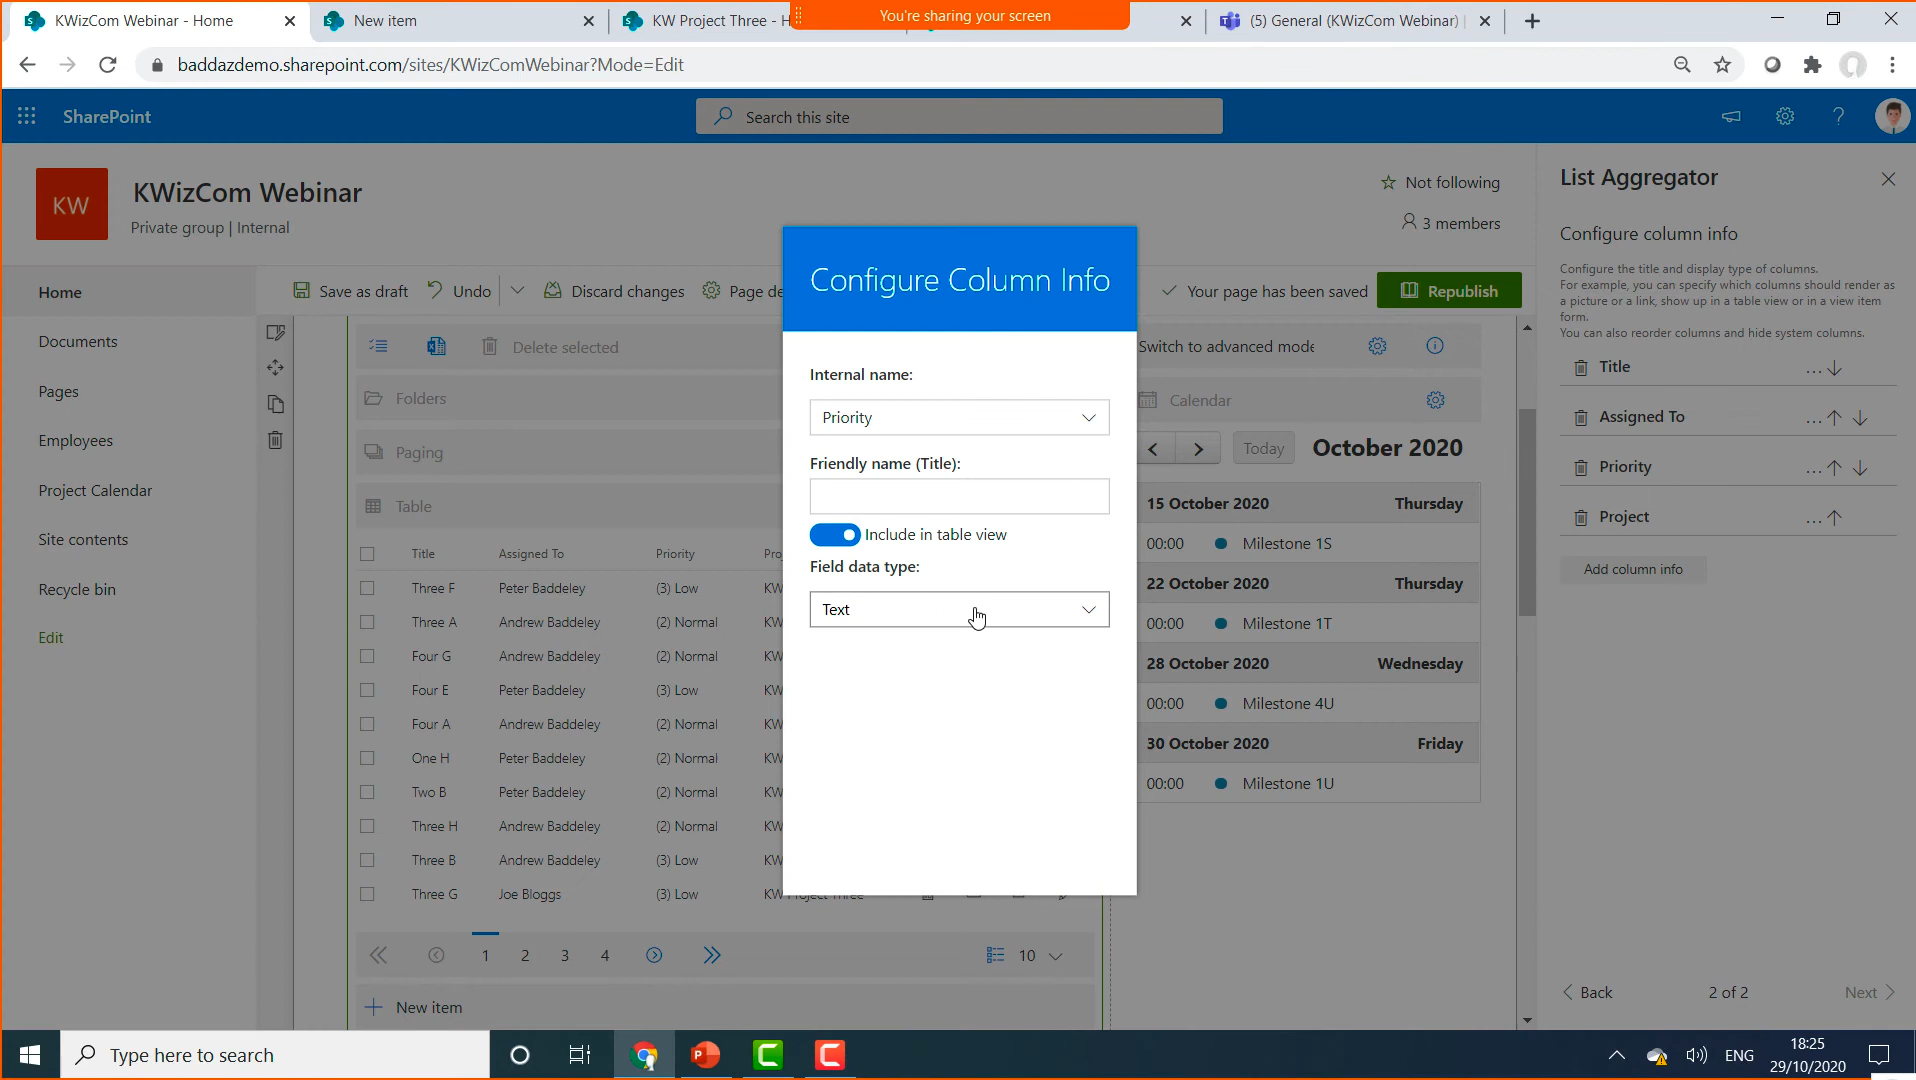 KWizCom Webinar - Home
New item
KW Project Three - H
You're sharing your screen
(5) General (KWizCom Webinar) |
baddazdemo.sharepoint.com/sites/KWizComWebinar?Mode=Edit
SharePoint
Search this site
KW
KWizCom Webinar
Private group | Internal
Not following
3 members
Home
Documents
Pages
Employees
Project Calendar
Site contents
Recycle bin
Edit
Save as draft
Undo
Discard changes
Page de
Your page has been saved
Republish
Delete selected
Folders
Paging
Table
Title Assigned To Priority Proj
Three F Peter Baddeley (3) Low KW
Three A Andrew Baddeley (2) Normal KW
Four G Andrew Baddeley (2) Normal KW
Four E Peter Baddeley (3) Low KW
Four A Andrew Baddeley (2) Normal KW
One H Peter Baddeley (2) Normal KW
Two B Peter Baddeley (2) Normal KW
Three H Andrew Baddeley (2) Normal KW
Three B Andrew Baddeley (3) Low KW
Three G Joe Bloggs (3) Low KW Project Three
1 2 3 4
10
New item
Configure Column Info
Internal name:
Priority
Friendly name (Title):
Include in table view
Field data type:
Text
Switch to advanced mode
Calendar
Today
October 2020
15 October 2020 Thursday
00:00 Milestone 1S
22 October 2020 Thursday
00:00 Milestone 1T
28 October 2020 Wednesday
00:00 Milestone 4U
30 October 2020 Friday
00:00 Milestone 1U
List Aggregator
Configure column info
Configure the title and display type of columns.
For example, you can specify which columns should render as
a picture or a link, show up in a table view or in a view item
form.
You can also reorder columns and hide system columns.
Title ...
Assigned To ...
Priority ...
Project ...
Add column info
Back
2 of 2
Next
Type here to search
ENG
18:25
29/10/2020